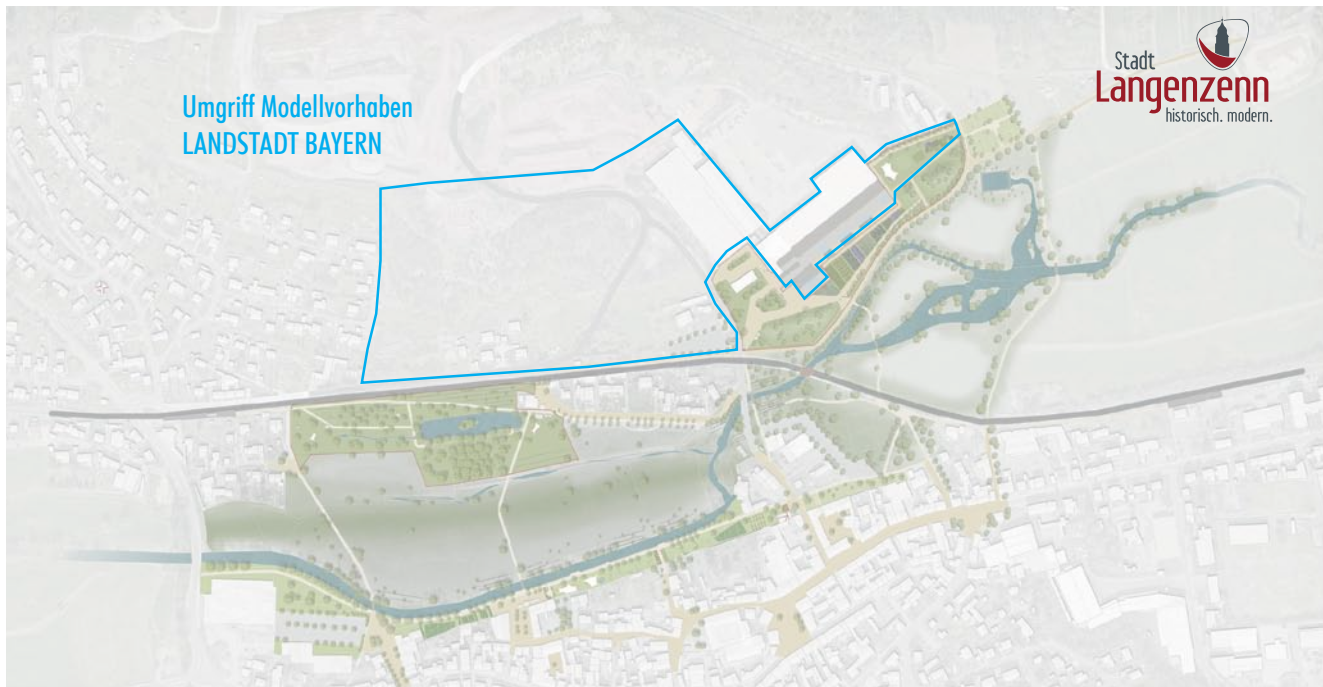 Umgriff Modellvorhaben
LANDSTADT BAYERN
Stadt
Langenzenn
historisch. modern.